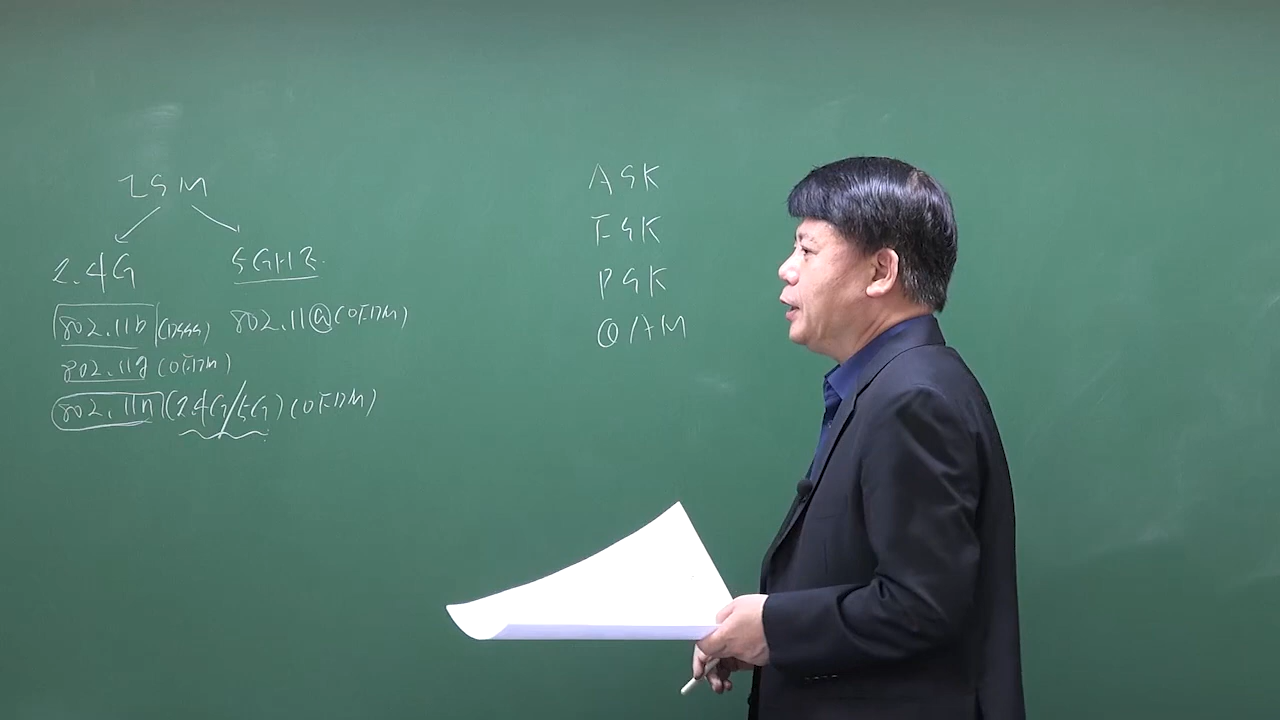 ISM
2.4G
5GHz
802.11b (DSSS)
802.11a (OFDM)
802.11g (OFDM)
802.11n (2.4G/5G) (OFDM)
ASK
FSK
PSK
QAM